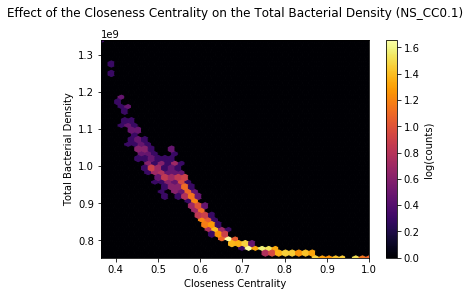 Effect of the Closeness Centrality on the Total Bacterial Density (NS_CC0.1)
1e9
1.3
1.2
1.1
1.0
0.9
0.8
Total Bacterial Density
0.4 0.5 0.6 0.7 0.8 0.9 1.0
Closeness Centrality
1.6
1.4
1.2
1.0
0.8
0.6
0.4
0.2
0.0
log(counts)